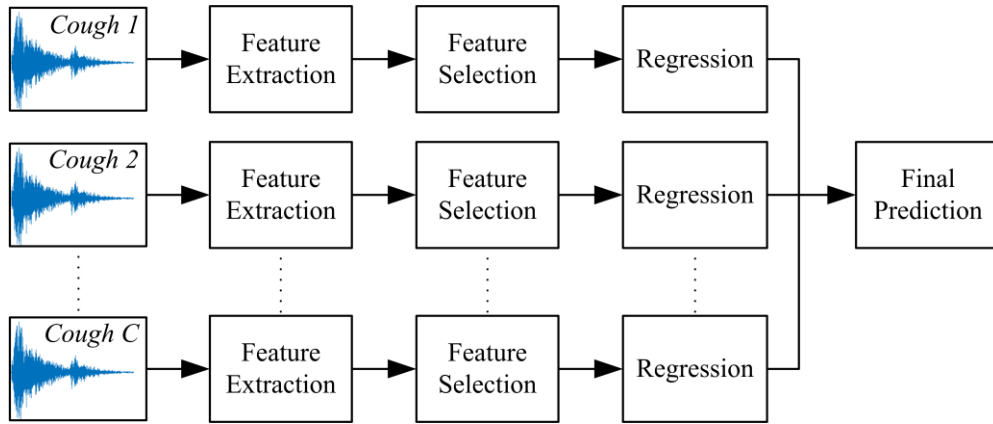 Cough 1
Feature
Extraction
Feature
Selection
Regression
Cough 2
Feature
Extraction
Feature
Selection
Regression
Final
Prediction
Cough C
Feature
Extraction
Feature
Selection
Regression